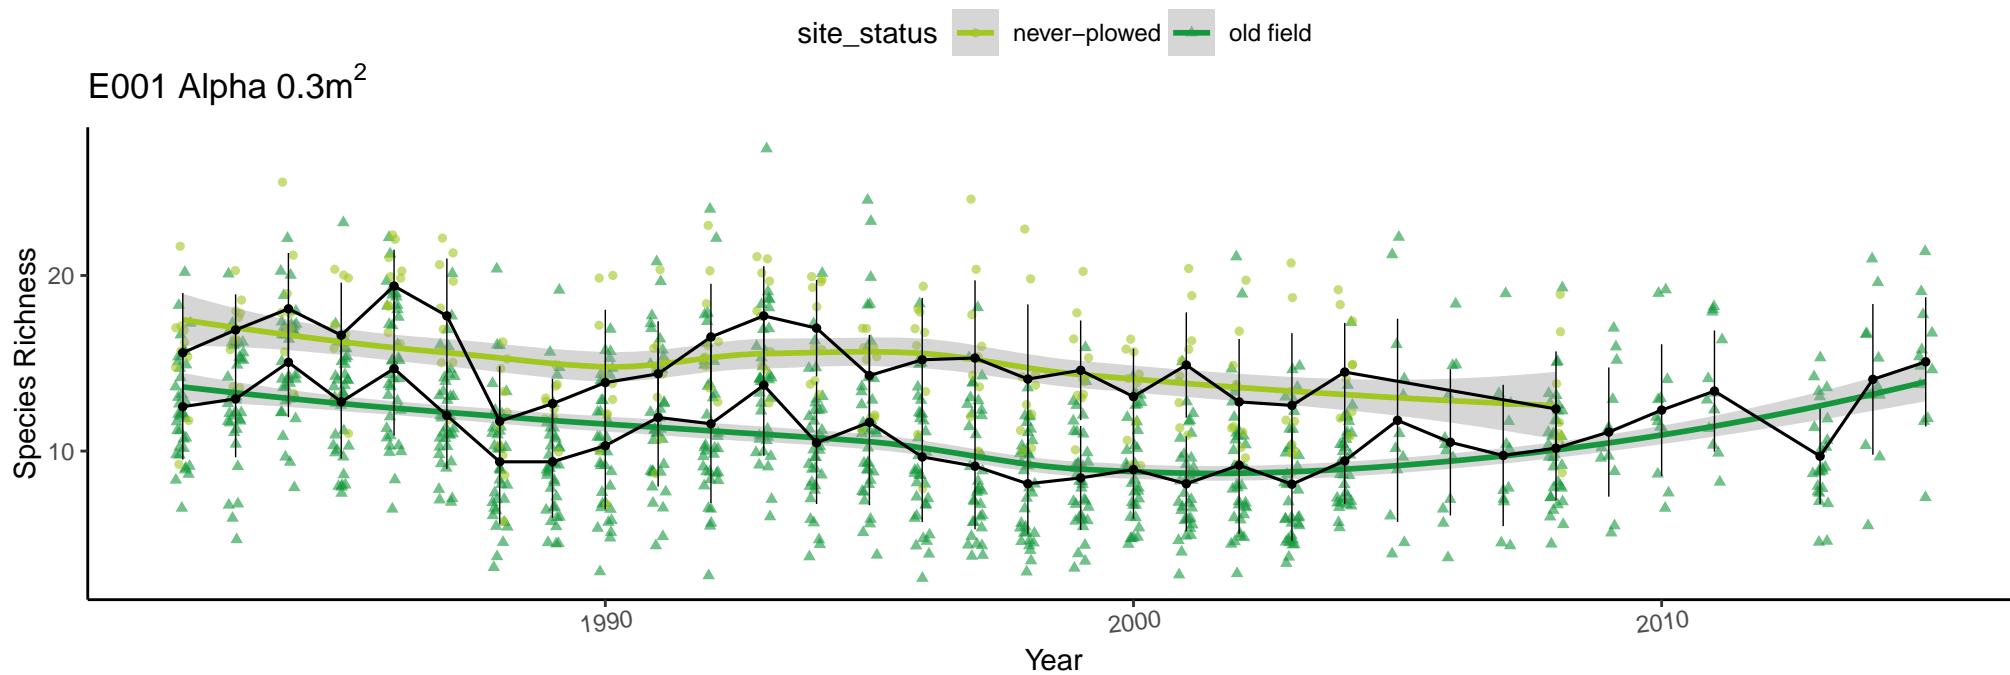 site_status never−plowed old field
E001 Alpha 0.3m²
Species Richness
20
10
1990 2000 2010
Year